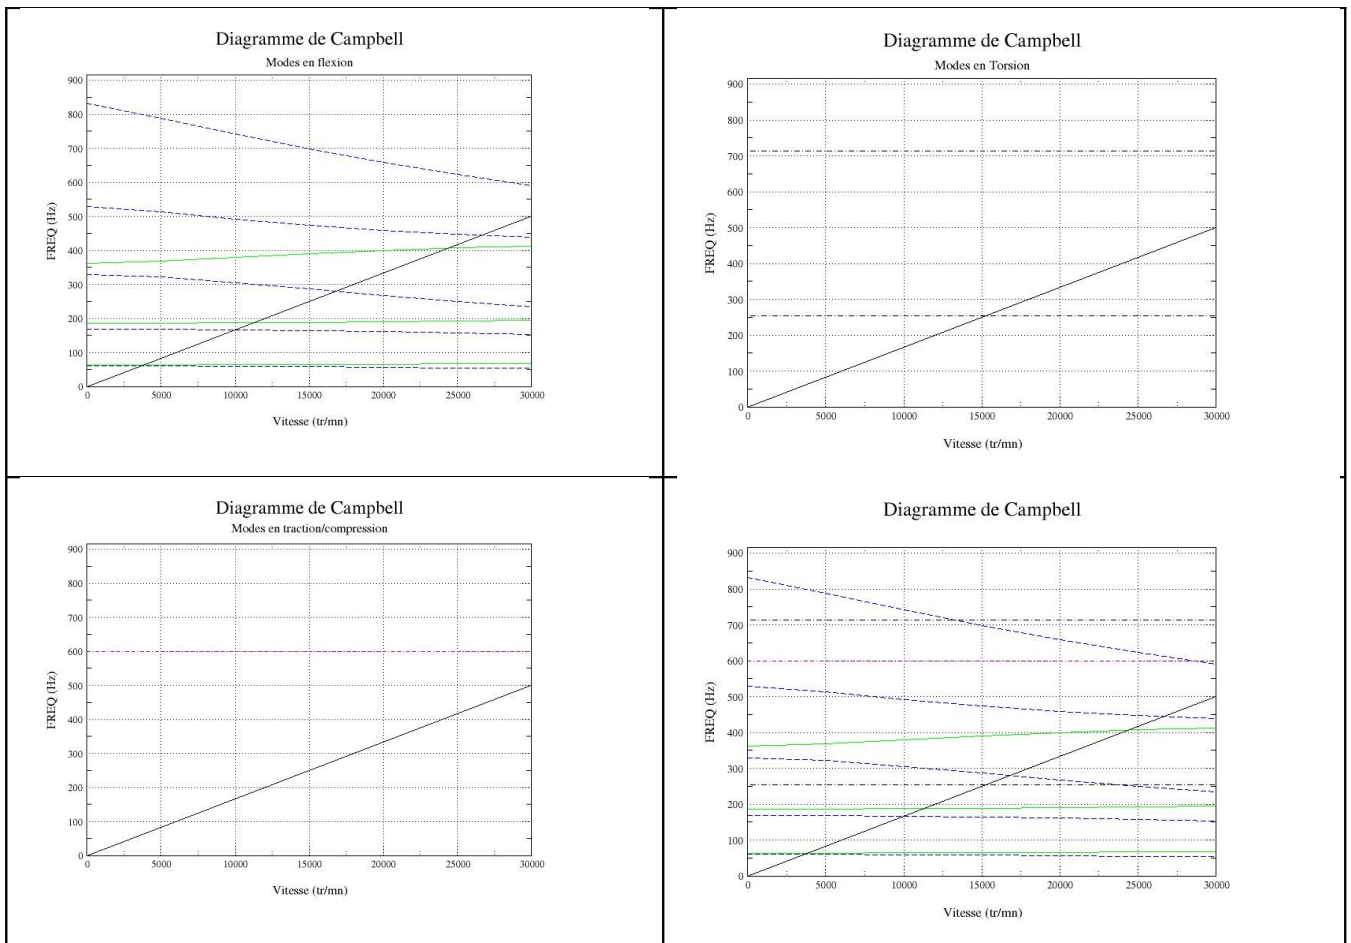 Diagramme de Campbell
Modes en flexion
900
800
700
600
500
400
300
200
100
0
FREQ (Hz)
0 5000 10000 15000 20000 25000 30000
Vitesse (tr/mn)
Diagramme de Campbell
Modes en Torsion
900
800
700
600
500
400
300
200
100
0
FREQ (Hz)
0 5000 10000 15000 20000 25000 30000
Vitesse (tr/mn)
Diagramme de Campbell
Modes en traction/compression
900
800
700
600
500
400
300
200
100
0
FREQ (Hz)
0 5000 10000 15000 20000 25000 30000
Vitesse (tr/mn)
Diagramme de Campbell
900
800
700
600
500
400
300
200
100
0
FREQ (Hz)
0 5000 10000 15000 20000 25000 30000
Vitesse (tr/mn)